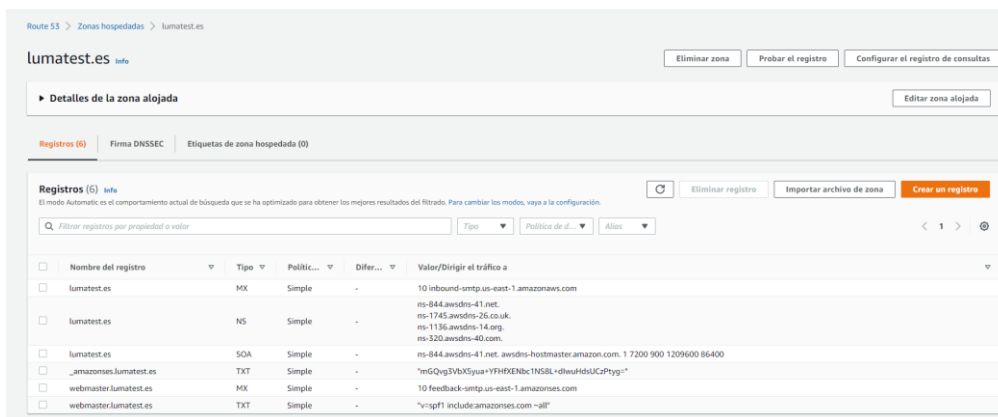 Route 53 > Zonas hospedadas > lumatest.es
lumatest.es Info
Eliminar zona Probar el registro Configurar el registro de consultas
Detalles de la zona alojada
Editar zona alojada
Registros (6) Firma DNSSEC Etiquetas de zona hospedada (0)
Registros (6) Info
Eliminar registro Importar archivo de zona Crear un registro
El modo Automatic es el comportamiento actual de búsqueda que se ha optimizado para obtener los mejores resultados del filtrado. Para cambiar los modos, vaya a la configuración.
Filtrar registros por propiedad o valor Tipo Política de d... Alias 1
Nombre del registro Tipo Polític... Difer... Valor/Dirigir el tráfico a
lumatest.es MX Simple - 10 inbound-smtp.us-east-1.amazonaws.com
ns-844.awsdns-41.net.
ns-1745.awsdns-26.co.uk.
lumatest.es NS Simple -
ns-1136.awsdns-14.org.
ns-320.awsdns-40.com.
lumatest.es SOA Simple - ns-844.awsdns-41.net. awsdns-hostmaster.amazon.com. 1 7200 900 1209600 86400
_amazonses.lumatest.es TXT Simple -
webmaster.lumatest.es MX Simple - 10 feedback-smtp.us-east-1.amazonses.com
webmaster.lumatest.es TXT Simple - "v=spf1 include:amazonses.com ~all"